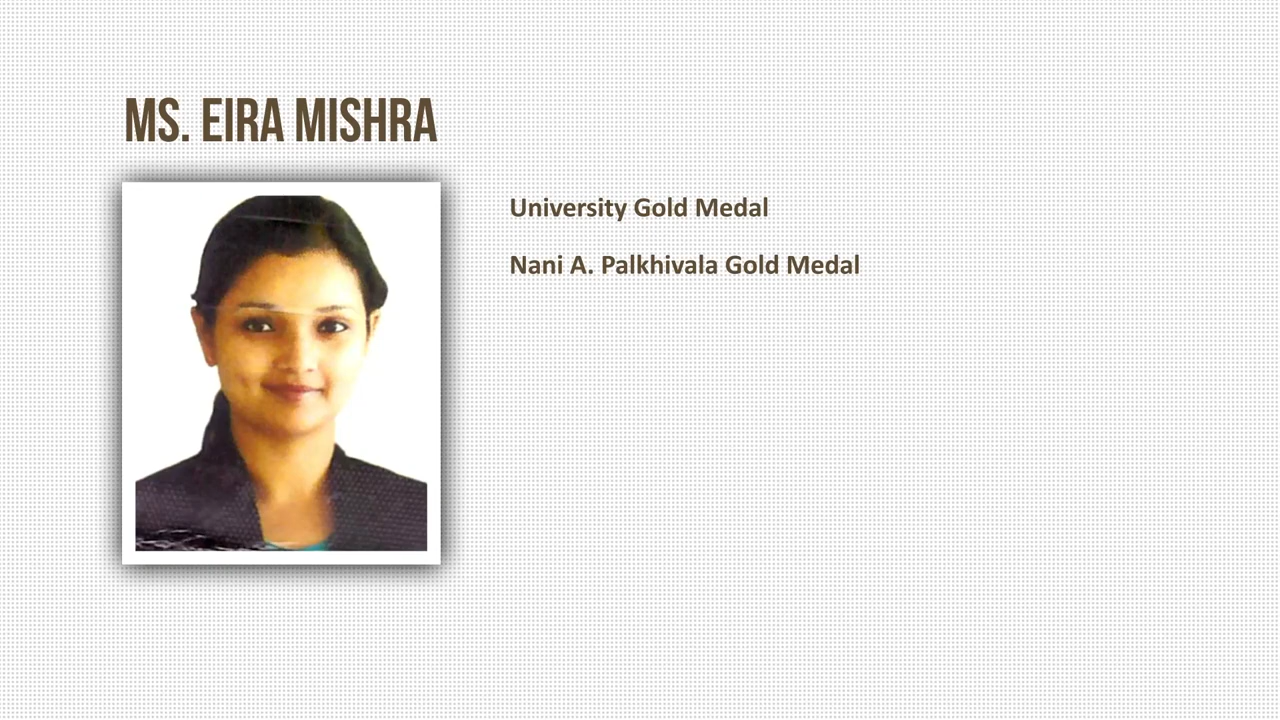 MS. EIRA MISHRA
University Gold Medal
Nani A. Palkhivala Gold Medal